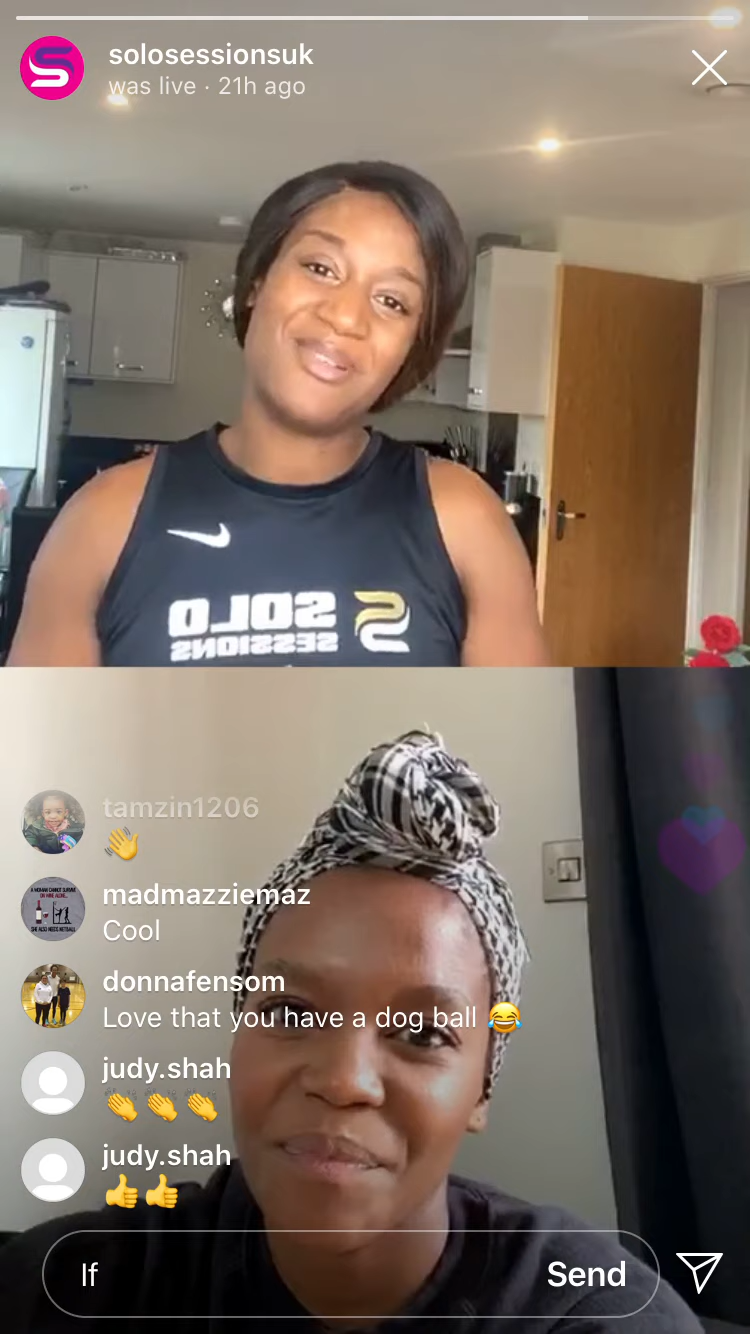 solosessionsuk
was live · 21h ago
SOLO
SESSIONS
tamzin1206
👋
madmazziemaz
Cool
donnafensom
Love that you have a dog ball 😂
judy.shah
👏👏👏
judy.shah
👍👍
If
Send